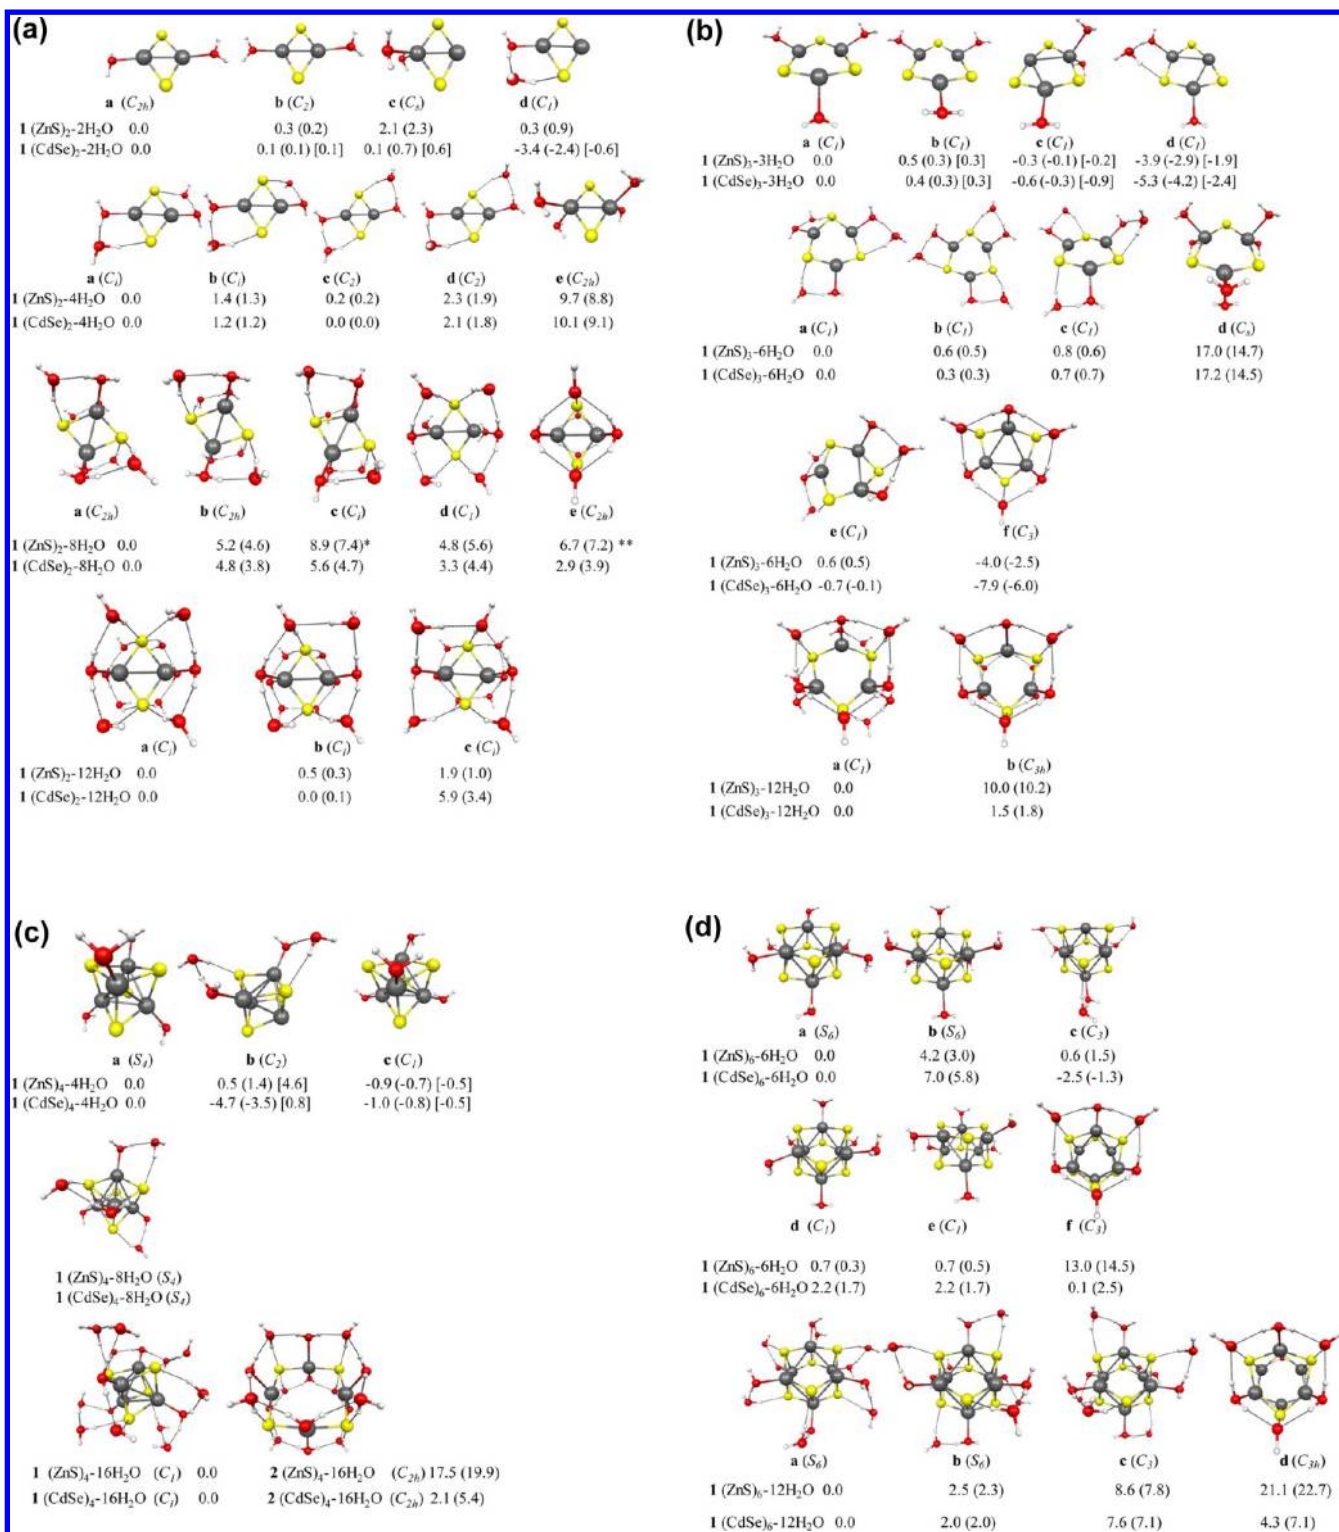 (a)
a (C2h) b (C2) c (Cs) d (C1)
1 (ZnS)2-2H2O 0.0 0.3 (0.2) 2.1 (2.3) 0.3 (0.9)
1 (CdSe)2-2H2O 0.0 0.1 (0.1) [0.1] 0.1 (0.7) [0.6] -3.4 (-2.4) [-0.6]
a (Ci) b (Ci) c (C2) d (C2) e (C2h)
1 (ZnS)2-4H2O 0.0 1.4 (1.3) 0.2 (0.2) 2.3 (1.9) 9.7 (8.8)
1 (CdSe)2-4H2O 0.0 1.2 (1.2) 0.0 (0.0) 2.1 (1.8) 10.1 (9.1)
a (C2h) b (C2h) c (Ci) d (C1) e (C2h)
1 (ZnS)2-8H2O 0.0 5.2 (4.6) 8.9 (7.4)* 4.8 (5.6) 6.7 (7.2) **
1 (CdSe)2-8H2O 0.0 4.8 (3.8) 5.6 (4.7) 3.3 (4.4) 2.9 (3.9)
a (Ci) b (Ci) c (Ci)
1 (ZnS)2-12H2O 0.0 0.5 (0.3) 1.9 (1.0)
1 (CdSe)2-12H2O 0.0 0.0 (0.1) 5.9 (3.4)
(b)
a (C1) b (C1) c (C1) d (C1)
1 (ZnS)3-3H2O 0.0 0.5 (0.3) [0.3] -0.3 (-0.1) [-0.2] -3.9 (-2.9) [-1.9]
1 (CdSe)3-3H2O 0.0 0.4 (0.3) [0.3] -0.6 (-0.3) [-0.9] -5.3 (-4.2) [-2.4]
a (C1) b (C1) c (C1) d (Cs)
1 (ZnS)3-6H2O 0.0 0.6 (0.5) 0.8 (0.6) 17.0 (14.7)
1 (CdSe)3-6H2O 0.0 0.3 (0.3) 0.7 (0.7) 17.2 (14.5)
e (C1) f (C3)
1 (ZnS)3-6H2O 0.6 (0.5) -4.0 (-2.5)
1 (CdSe)3-6H2O -0.7 (-0.1) -7.9 (-6.0)
a (C1) b (C3h)
1 (ZnS)3-12H2O 0.0 10.0 (10.2)
1 (CdSe)3-12H2O 0.0 1.5 (1.8)
(c)
a (S4) b (C2) c (C1)
1 (ZnS)4-4H2O 0.0 0.5 (1.4) [4.6] -0.9 (-0.7) [-0.5]
1 (CdSe)4-4H2O 0.0 -4.7 (-3.5) [0.8] -1.0 (-0.8) [-0.5]
1 (ZnS)4-8H2O (S4)
1 (CdSe)4-8H2O (S4)
1 (ZnS)4-16H2O (C1) 0.0 2 (ZnS)4-16H2O (C2h) 17.5 (19.9)
1 (CdSe)4-16H2O (C1) 0.0 2 (CdSe)4-16H2O (C2h) 2.1 (5.4)
(d)
a (S6) b (S6) c (C3)
1 (ZnS)6-6H2O 0.0 4.2 (3.0) 0.6 (1.5)
1 (CdSe)6-6H2O 0.0 7.0 (5.8) -2.5 (-1.3)
d (C1) e (C1) f (C3)
1 (ZnS)6-6H2O 0.7 (0.3) 0.7 (0.5) 13.0 (14.5)
1 (CdSe)6-6H2O 2.2 (1.7) 2.2 (1.7) 0.1 (2.5)
a (S6) b (S6) c (C3) d (C3h)
1 (ZnS)6-12H2O 0.0 2.5 (2.3) 8.6 (7.8) 21.1 (22.7)
1 (CdSe)6-12H2O 0.0 2.0 (2.0) 7.6 (7.1) 4.3 (7.1)